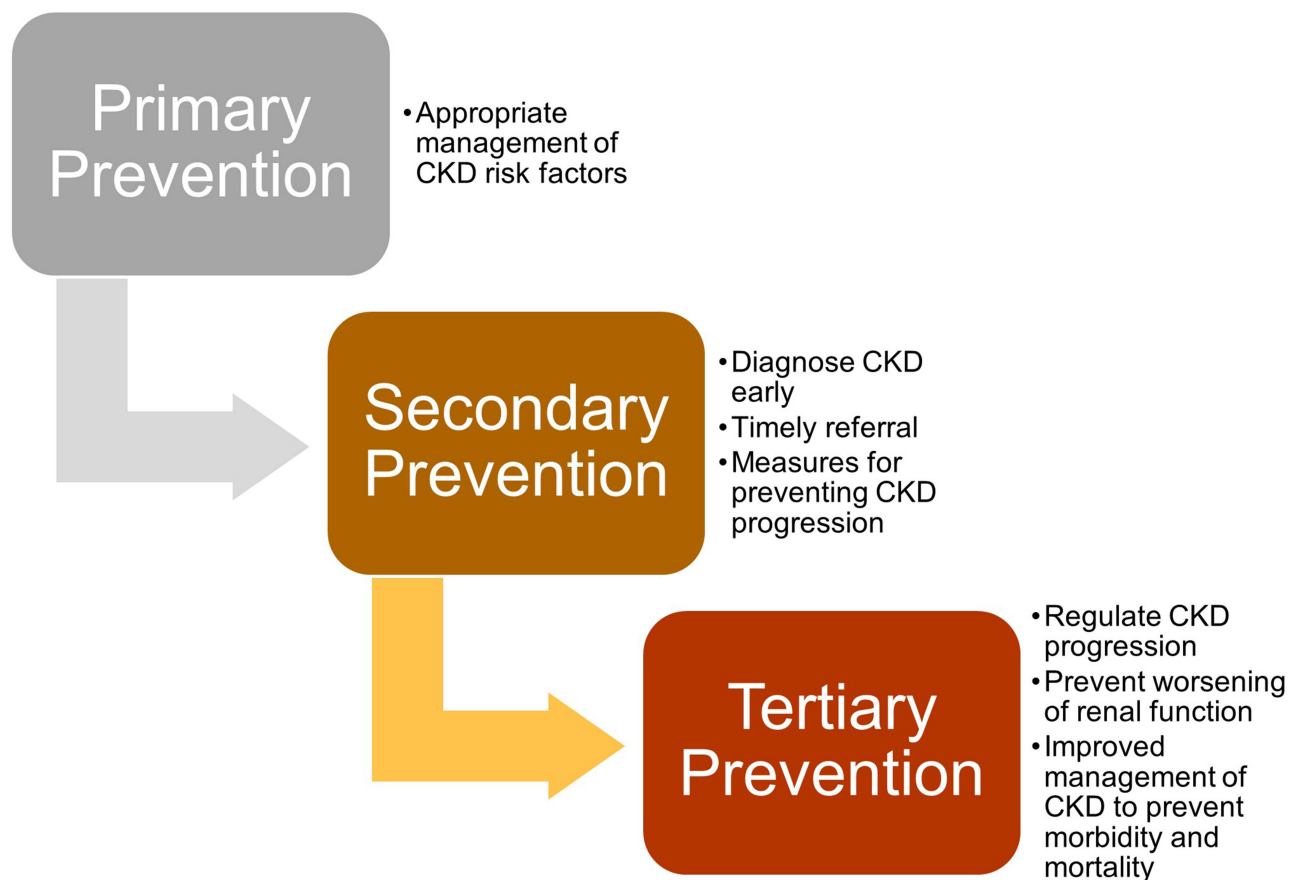 Primary
Prevention
•Appropriate
management of
CKD risk factors
Secondary
Prevention
•Diagnose CKD
early
•Timely referral
•Measures for
preventing CKD
progression
Tertiary
Prevention
•Regulate CKD
progression
•Prevent worsening
of renal function
•Improved
management of
CKD to prevent
morbidity and
mortality